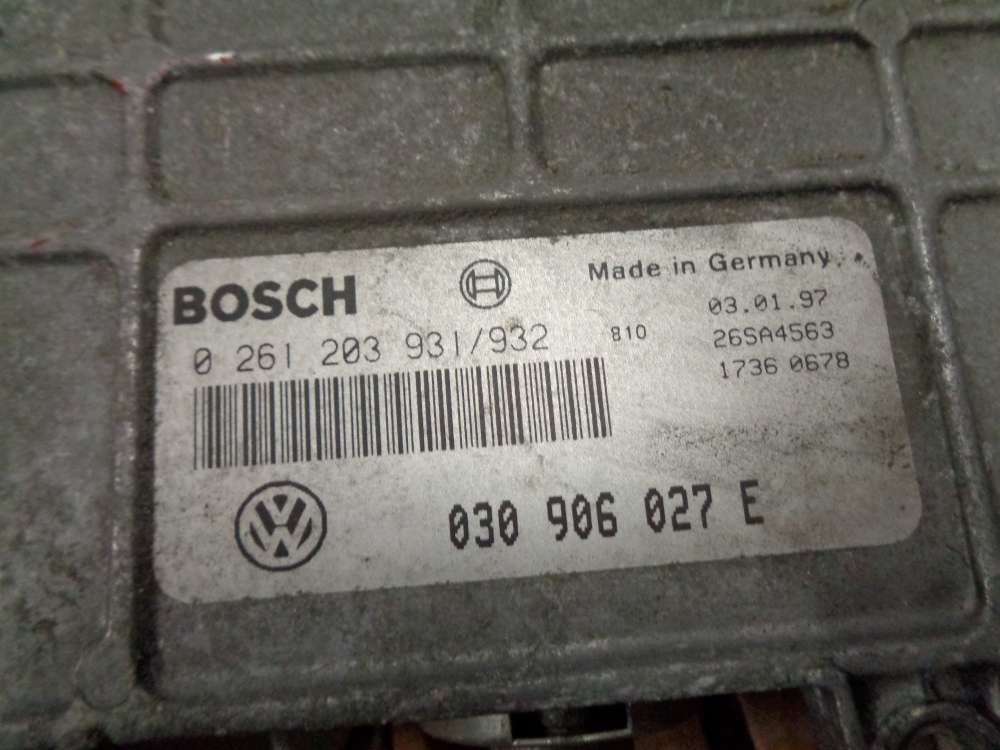 BOSCH
Made in Germany
03.01.97
0 261 203 931/932
810
26SA4563
1736 0678
030 906 027 E